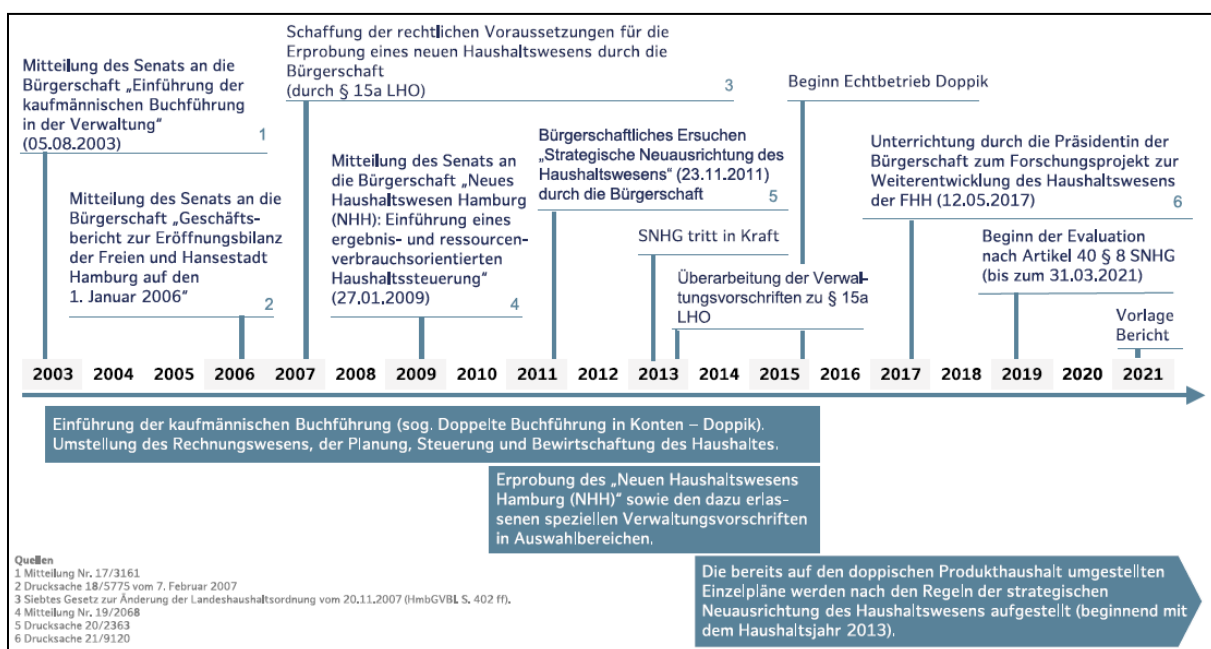 Mitteilung des Senats an die
Bürgerschaft „Einführung der
kaufmännischen Buchführung
in der Verwaltung“
(05.08.2003)
1
Mitteilung des Senats an die
Bürgerschaft „Geschäfts-
bericht zur Eröffnungsbilanz
der Freien und Hansestadt
Hamburg auf den
1. Januar 2006“
2
Schaffung der rechtlichen Voraussetzungen für die
Erprobung eines neuen Haushaltswesens durch die
Bürgerschaft
(durch § 15a LHO)
3
Mitteilung des Senats an
die Bürgerschaft „Neues
Haushaltswesen Hamburg
(NHH): Einführung eines
ergebnis- und ressourcen-
verbrauchsorientierten
Haushaltssteuerung“
(27.01.2009)
4
Bürgerschaftliches Ersuchen
„Strategische Neuausrichtung des
Haushaltswesens“ (23.11.2011)
durch die Bürgerschaft
5
SNHG tritt in Kraft
Überarbeitung der Verwal-
tungsvorschriften zu § 15a
LHO
Beginn Echtbetrieb Doppik
Unterrichtung durch die Präsidentin der
Bürgerschaft zum Forschungsprojekt zur
Weiterentwicklung des Haushaltswesens
der FHH (12.05.2017)
6
Beginn der Evaluation
nach Artikel 40 § 8 SNHG
(bis zum 31.03.2021)
Vorlage
Bericht
2003 2004 2005 2006 2007 2008 2009 2010 2011 2012 2013 2014 2015 2016 2017 2018 2019 2020 2021
Einführung der kaufmännischen Buchführung (sog. Doppelte Buchführung in Konten – Doppik).
Umstellung des Rechnungswesens, der Planung, Steuerung und Bewirtschaftung des Haushaltes.
Erprobung des „Neuen Haushaltswesens
Hamburg (NHH)“ sowie den dazu erlas-
senen speziellen Verwaltungsvorschriften
in Auswahlbereichen.
Die bereits auf den doppischen Produkthaushalt umgestellten
Einzelpläne werden nach den Regeln der strategischen
Neuausrichtung des Haushaltswesens aufgestellt (beginnend mit
dem Haushaltsjahr 2013).
Quellen
1 Mitteilung Nr. 17/3161
2 Drucksache 18/5775 vom 7. Februar 2007
3 Siebtes Gesetz zur Änderung der Landeshaushaltsordnung vom 20.11.2007 (HmbGVBl. S. 402 ff).
4 Mitteilung Nr. 19/2068
5 Drucksache 20/2363
6 Drucksache 21/9120